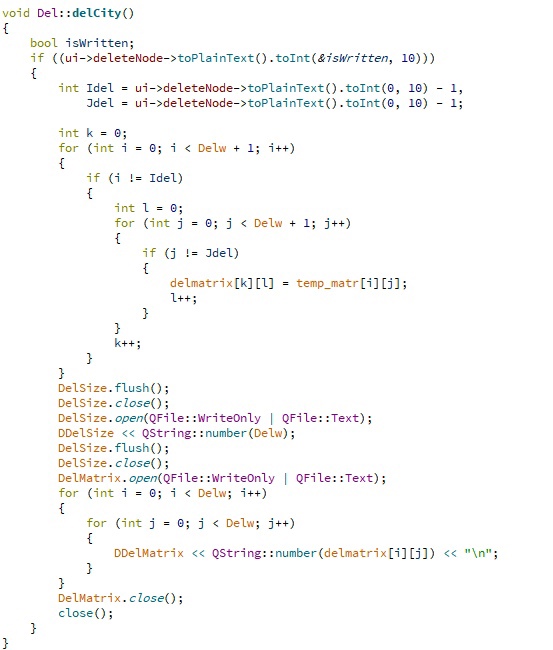 void Del::delCity()
{
    bool isWritten;
    if ((ui->deleteNode->toPlainText().toInt(&isWritten, 10)))
    {
        int Idel = ui->deleteNode->toPlainText().toInt(0, 10) - 1,
            Jdel = ui->deleteNode->toPlainText().toInt(0, 10) - 1;

        int k = 0;
        for (int i = 0; i < Delw + 1; i++)
        {
            if (i != Idel)
            {
                int l = 0;
                for (int j = 0; j < Delw + 1; j++)
                {
                    if (j != Jdel)
                    {
                        delmatrix[k][l] = temp_matr[i][j];
                        l++;
                    }
                }
                k++;
            }
        }
        DelSize.flush();
        DelSize.close();
        DelSize.open(QFile::WriteOnly | QFile::Text);
        DDelSize << QString::number(Delw);
        DelSize.flush();
        DelSize.close();
        DelMatrix.open(QFile::WriteOnly | QFile::Text);
        for (int i = 0; i < Delw; i++)
        {
            for (int j = 0; j < Delw; j++)
            {
                DDelMatrix << QString::number(delmatrix[i][j]) << "\n";
            }
        }
        DelMatrix.close();
        close();
    }
}